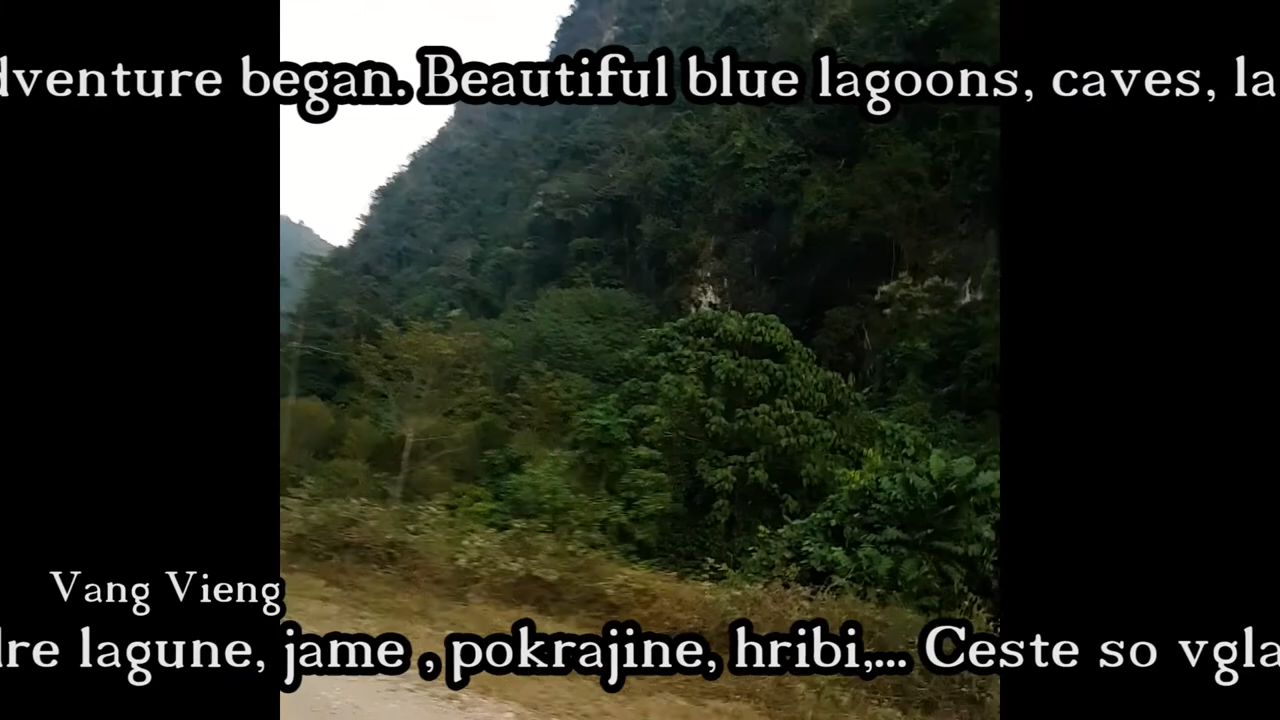 dventure began. Beautiful blue lagoons, caves, la
Vang Vieng
dre lagune, jame , pokrajine, hribi,... Ceste so vgla